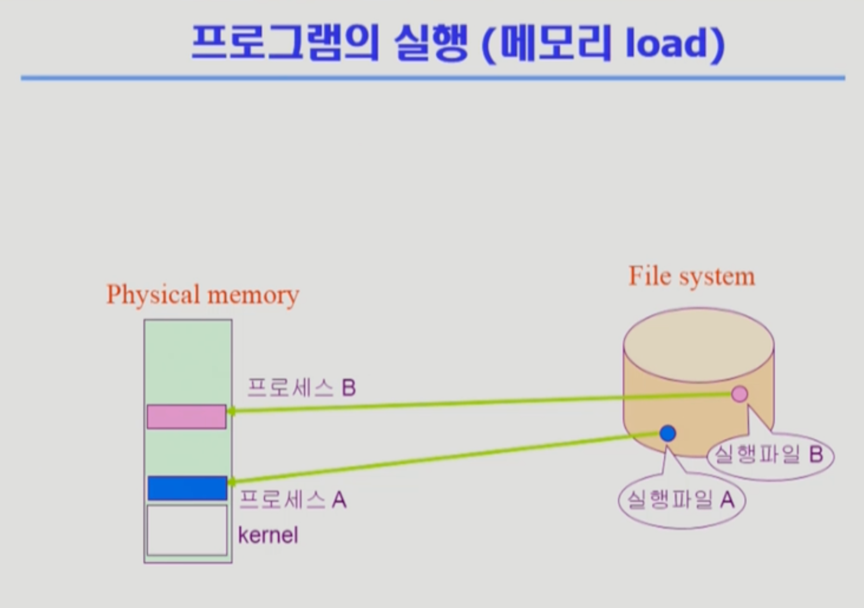 프로그램의 실행 (메모리 load)
File system
Physical memory
프로세스 B
실행파일 B
프로세스 A
실행파일 A
kernel